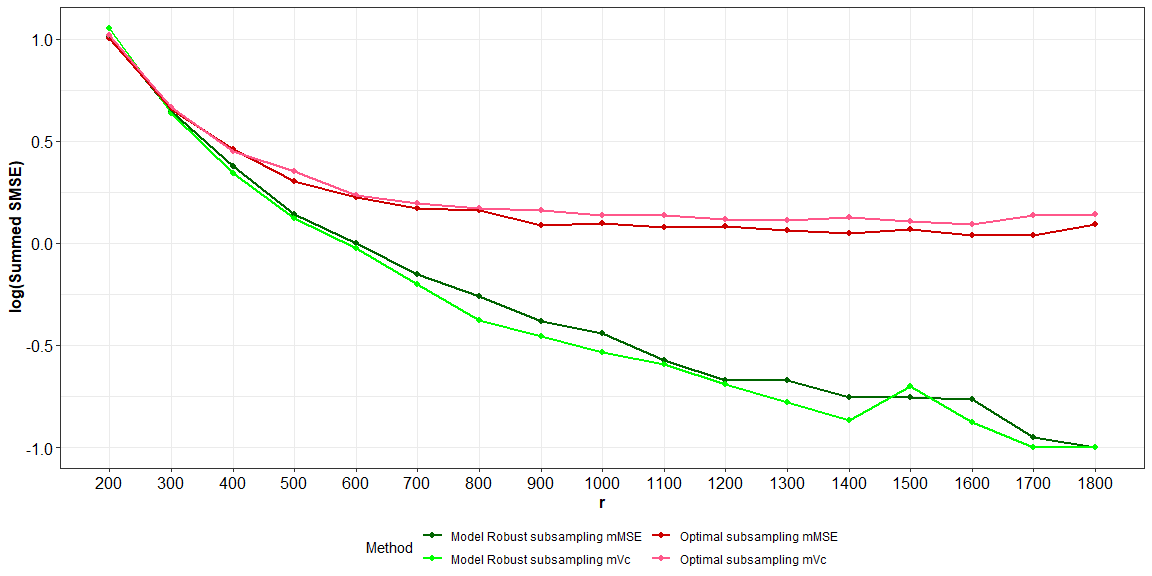 log(Summed SMSE)
1.0
0.5
0.0
-0.5
-1.0
200 300 400 500 600 700 800 900 1000 1100 1200 1300 1400 1500 1600 1700 1800
r
Method
Model Robust subsampling mMSE Optimal subsampling mMSE
Model Robust subsampling mVc Optimal subsampling mVc